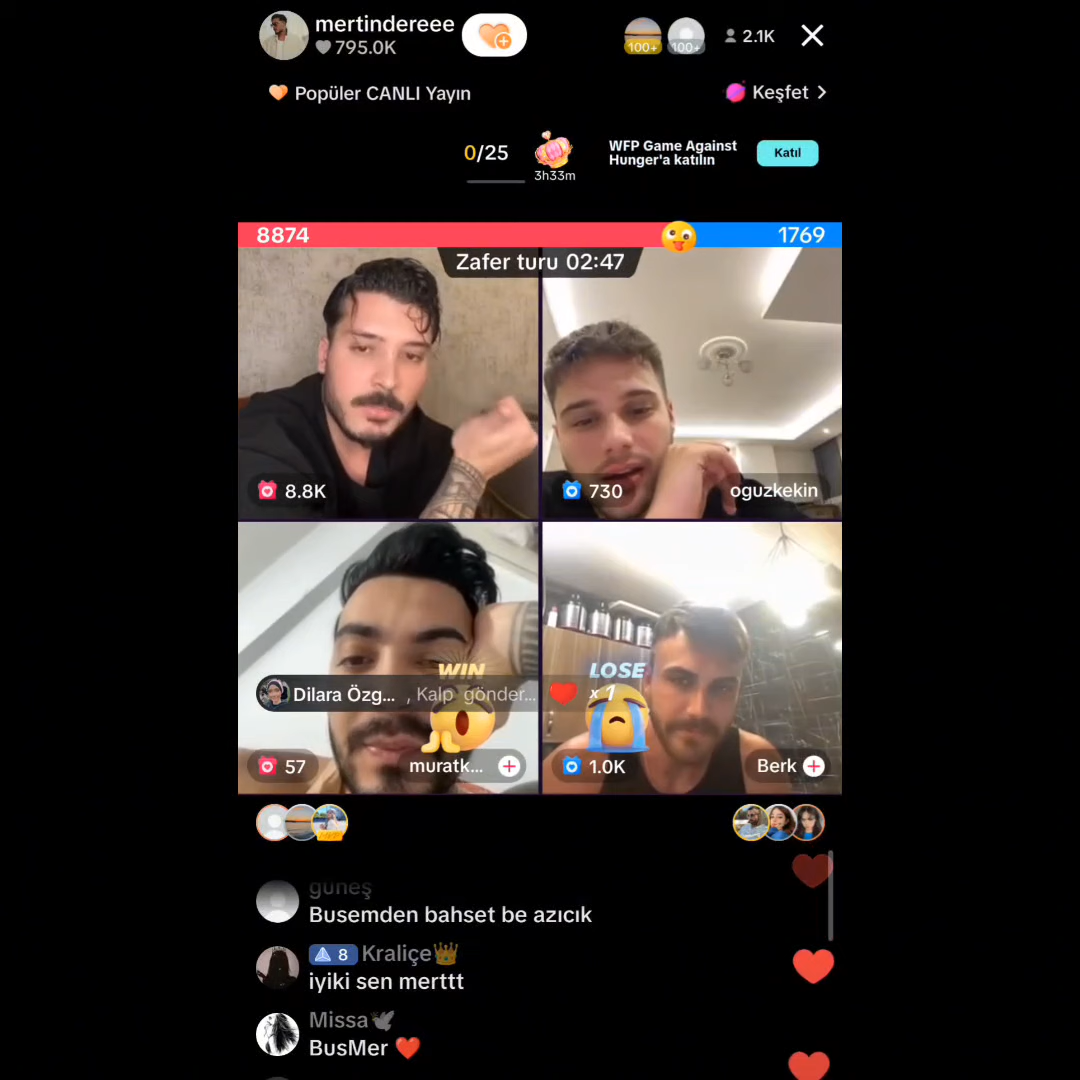 mertindereee
795.0K
100+
100+
2.1K
Popüler CANLI Yayın
Keşfet
0/25
3h33m
WFP Game Against
Hunger'a katılın
Katıl
8874
1769
Zafer turu 02:47
8.8K
730
oguzkekin
WIN
LOSE
Dilara Özg... , Kalp gönder...
x 1
57
muratk...
1.0K
Berk
güneş
Busemden bahset be azıcık
8 Kraliçe
iyiki sen merttt
Missa
BusMer